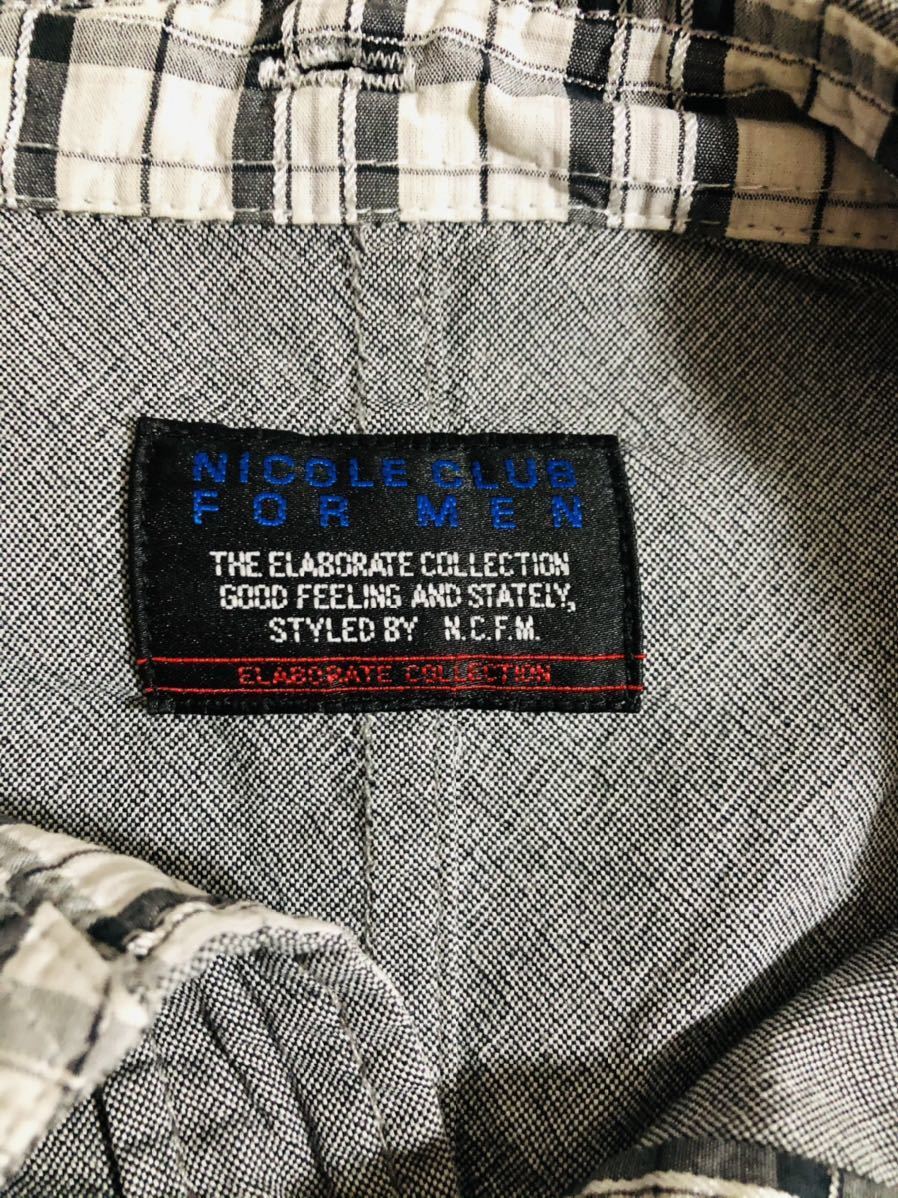 NICOLE CLUB
FOR MEN
THE ELABORATE COLLECTION
GOOD FEELING AND STATELY,
STYLED BY N.C.F.M.
ELABORATE COLLECTION